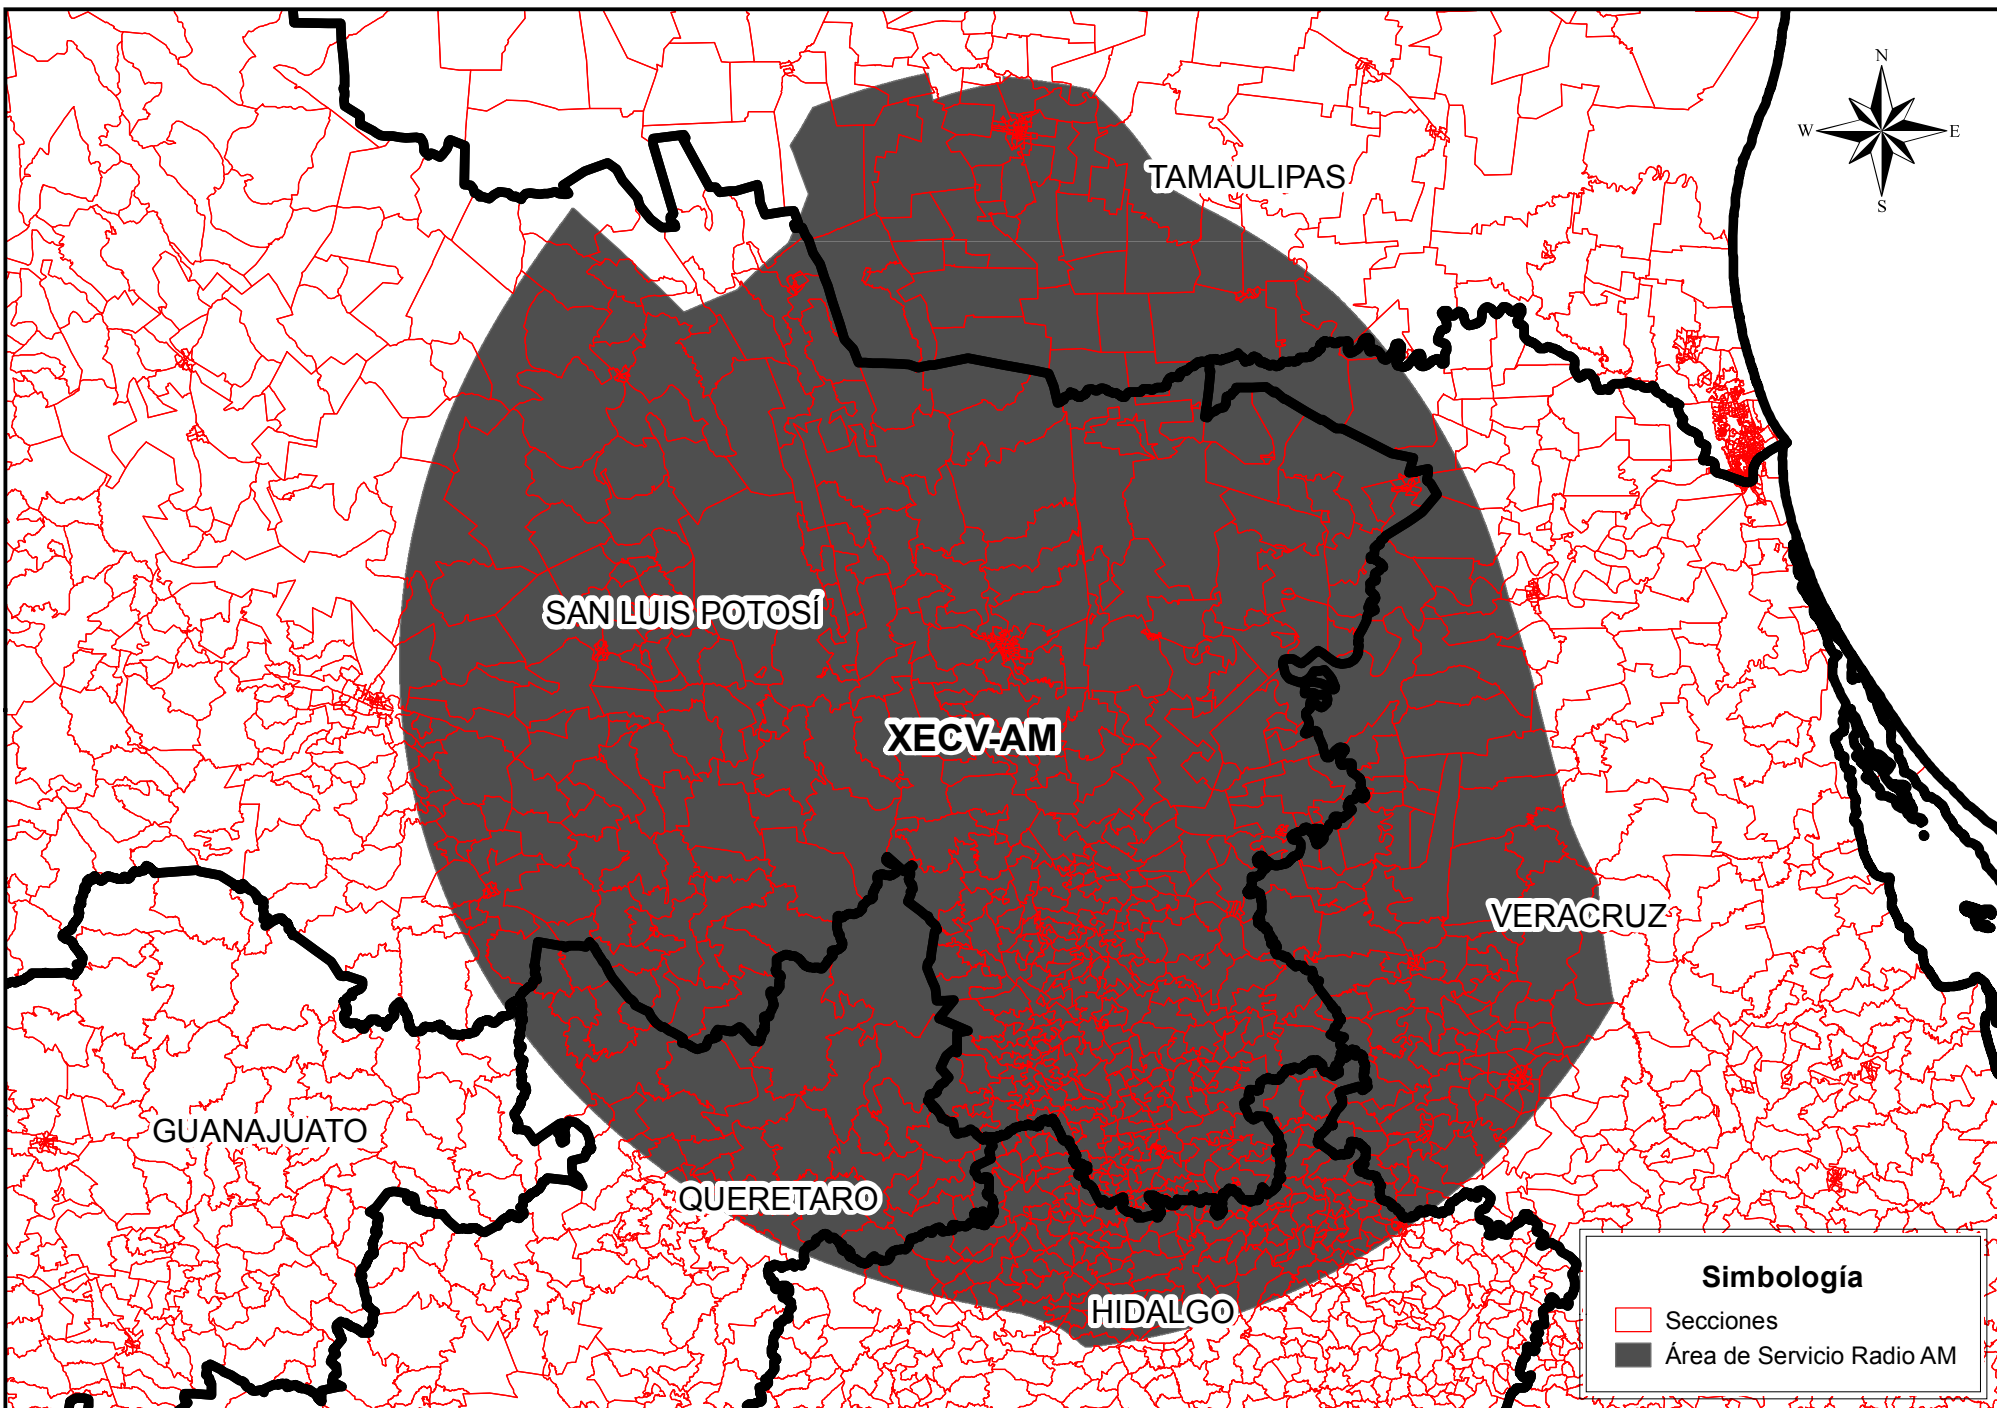 N
W E
S
TAMAULIPAS
SAN LUIS POTOSÍ
XECV-AM
VERACRUZ
GUANAJUATO
QUERETARO
HIDALGO
Simbología
Secciones
Área de Servicio Radio AM